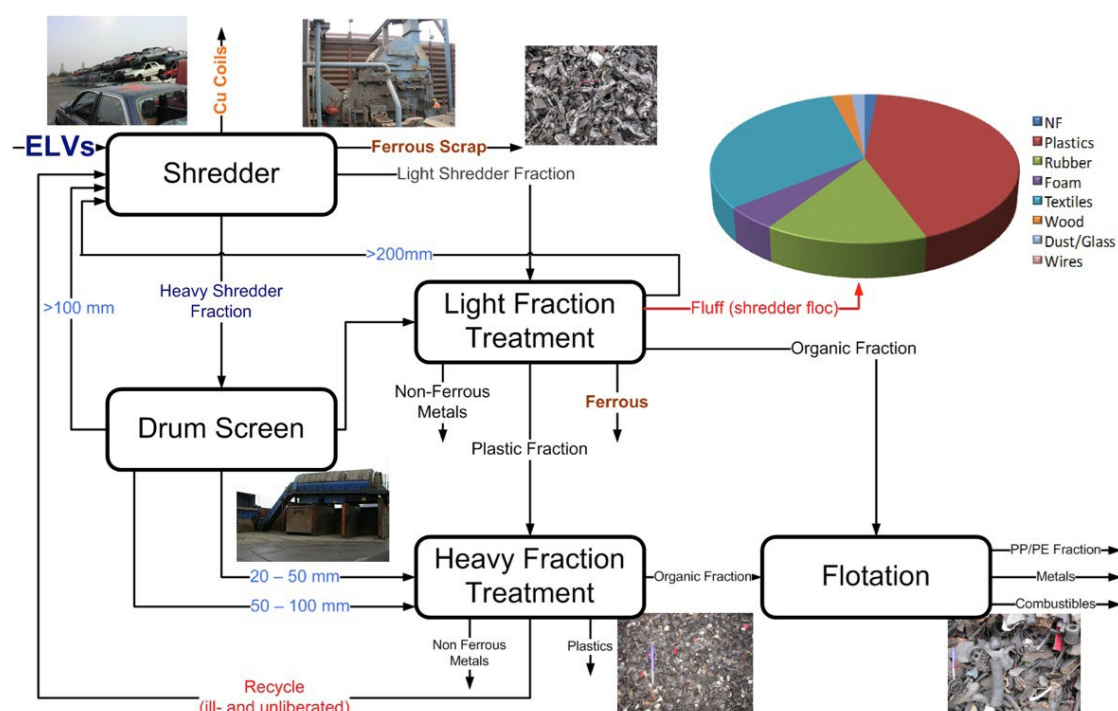 Cu Coils
ELVs
Shredder
Ferrous Scrap
Light Shredder Fraction
NF
Plastics
Rubber
Foam
Textiles
Wood
Dust/Glass
Wires
>200mm
>100 mm
Heavy Shredder
Fraction
Light Fraction
Treatment
Fluff (shredder floc)
Organic Fraction
Non-Ferrous
Metals
Ferrous
Drum Screen
Plastic Fraction
Heavy Fraction
Treatment
20 – 50 mm
50 – 100 mm
Organic Fraction
Flotation
PP/PE Fraction
Metals
Combustibles
Non Ferrous
Metals
Plastics
Recycle
(ill- and unliberated)